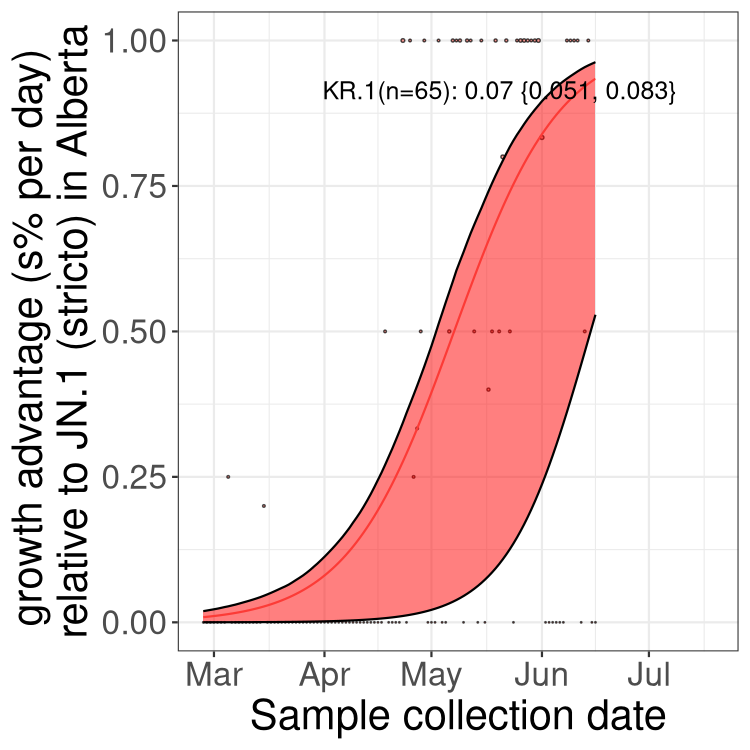 growth advantage (s% per day)
relative to JN.1 (stricto) in Alberta
1.00
0.75
0.50
0.25
0.00
KR.1(n=65): 0.07 {0.051, 0.083}
Mar Apr May Jun Jul
Sample collection date